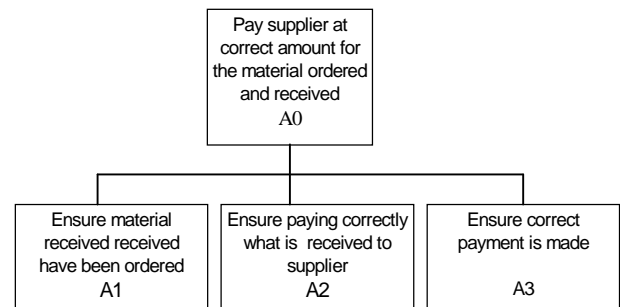 Pay supplier at
correct amount for
the material ordered
and received
A0
Ensure material
received received
have been ordered
A1
Ensure paying correctly
what is received to
supplier
A2
Ensure correct
payment is made
A3